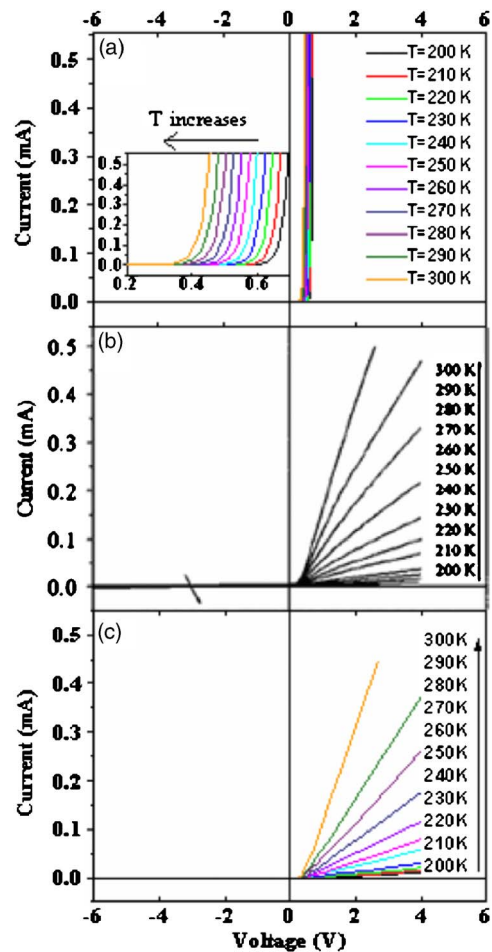 -6 -4 -2 0 2 4 6
(a)
0.5
0.4
0.3
0.2
0.1
0.0
Current (mA)
T=200 K
T=210 K
T=220 K
T=230 K
T=240 K
T=250 K
T=260 K
T=270 K
T=280 K
T=290 K
T=300 K
T increases
0.5
0.4
0.3
0.2
0.1
0.0
0.2 0.4 0.6
(b)
0.5
0.4
0.3
0.2
0.1
0.0
Current (mA)
300 K
290 K
280 K
270 K
260 K
250 K
240 K
230 K
220 K
210 K
200 K
(c)
0.5
0.4
0.3
0.2
0.1
0.0
Current (mA)
300K
290K
280K
270K
260K
250K
240K
230K
220K
210K
200K
-6 -4 -2 0 2 4 6
Voltage (V)